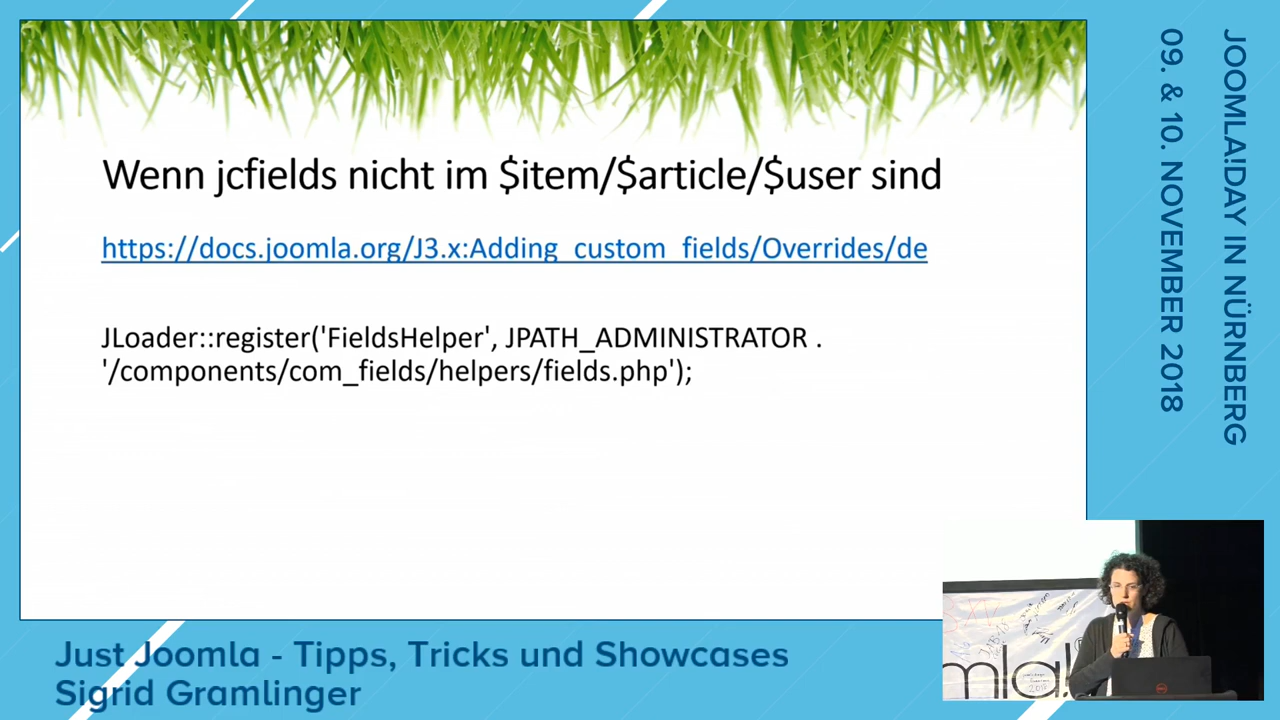 Wenn jcfields nicht im $item/$article/$user sind
https://docs.joomla.org/J3.x:Adding_custom_fields/Overrides/de
JLoader::register('FieldsHelper', JPATH_ADMINISTRATOR .
'/components/com_fields/helpers/fields.php');
JOOMLA!DAY IN NÜRNBERG
09. & 10. NOVEMBER 2018
Just Joomla - Tipps, Tricks und Showcases
Sigrid Gramlinger
mla!